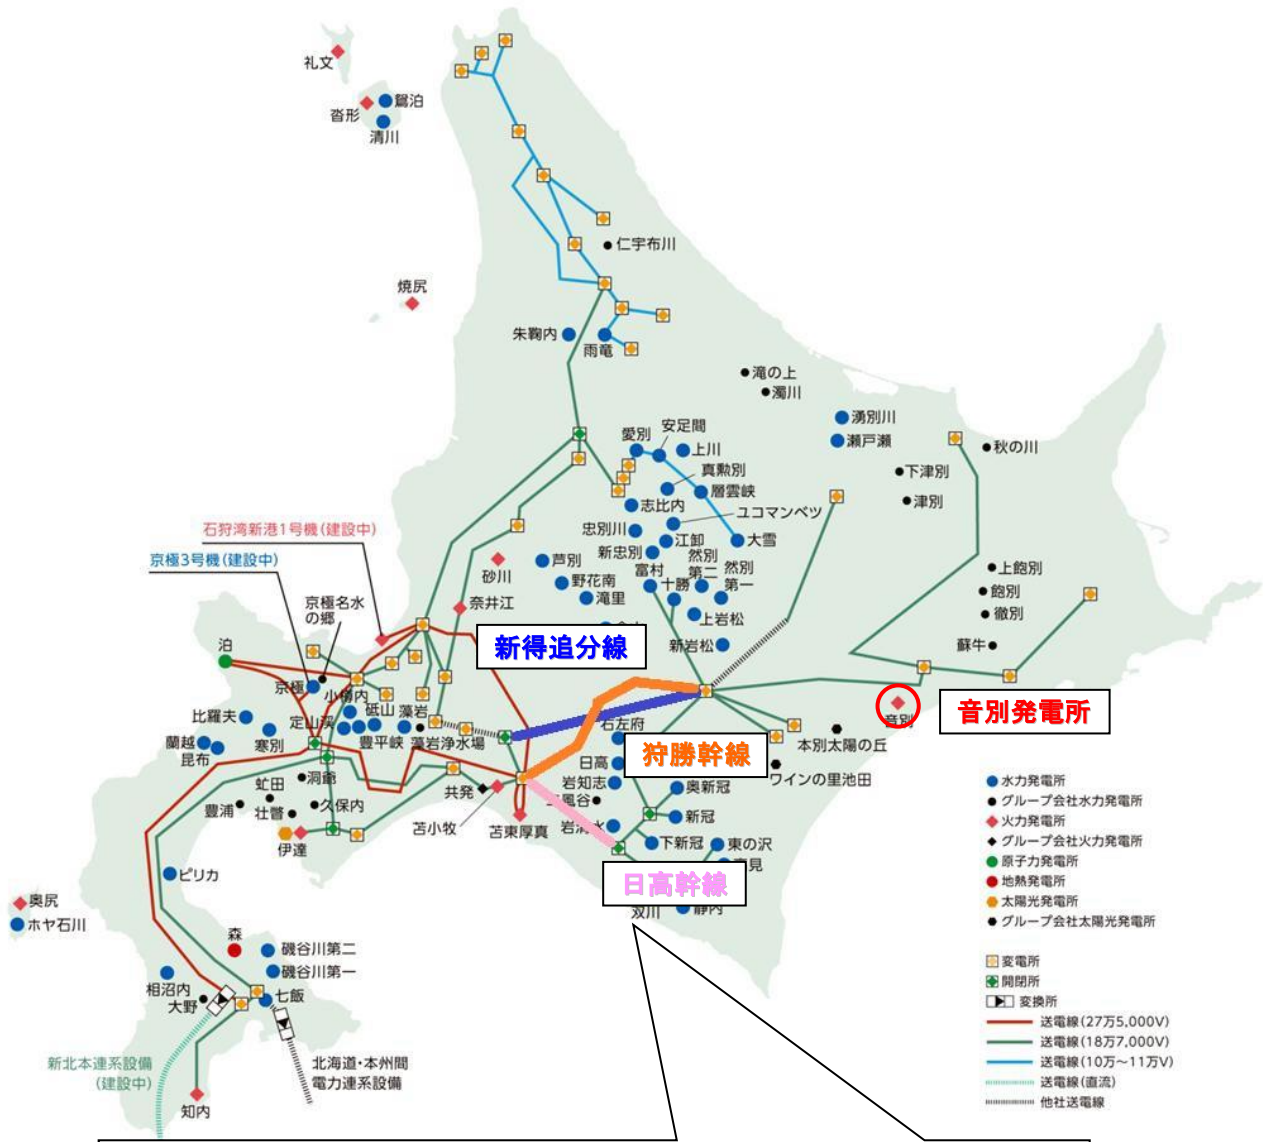 礼文
沓形
鴛泊
清川
仁宇布川
焼尻
朱鞠内
雨竜
滝の上
濁川
湧別川
瀬戸瀬
秋の川
下津別
津別
愛別
安足間
上川
真勲別
層雲峡
志比内
ユコマンベツ
忠別川
江卸
大雪
新忠別
然別
第二
然別
第一
富村
十勝
上岩松
新岩松
石狩湾新港1号機(建設中)
京極3号機(建設中)
砂川
芦別
野花南
滝里
奈井江
上飽別
飽別
徹別
蘇牛
京極名水
の郷
泊
京極
小樽内
新得追分線
音別
音別発電所
比羅夫
定山渓
砥山
藻岩
豊平峡
藻岩浄水場
蘭越
昆布
寒別
右左府
狩勝幹線
本別太陽の丘
ワインの里池田
日高
岩知志
奥新冠
新冠
下新冠
東の沢
虻田
洞爺
豊浦
壮瞥
久保内
伊達
共発
苫小牧
苫東厚真
日高幹線
双川
静内
ピリカ
奥尻
ホヤ石川
森
磯谷川第二
磯谷川第一
相沼内
大野
七飯
新北本連系設備
(建設中)
北海道・本州間
電力連系設備
知内
水力発電所
グループ会社水力発電所
火力発電所
グループ会社火力発電所
原子力発電所
地熱発電所
太陽光発電所
グループ会社太陽光発電所
変電所
開閉所
変換所
送電線(27万5,000V)
送電線(18万7,000V)
送電線(10万～11万V)
送電線(直流)
他社送電線